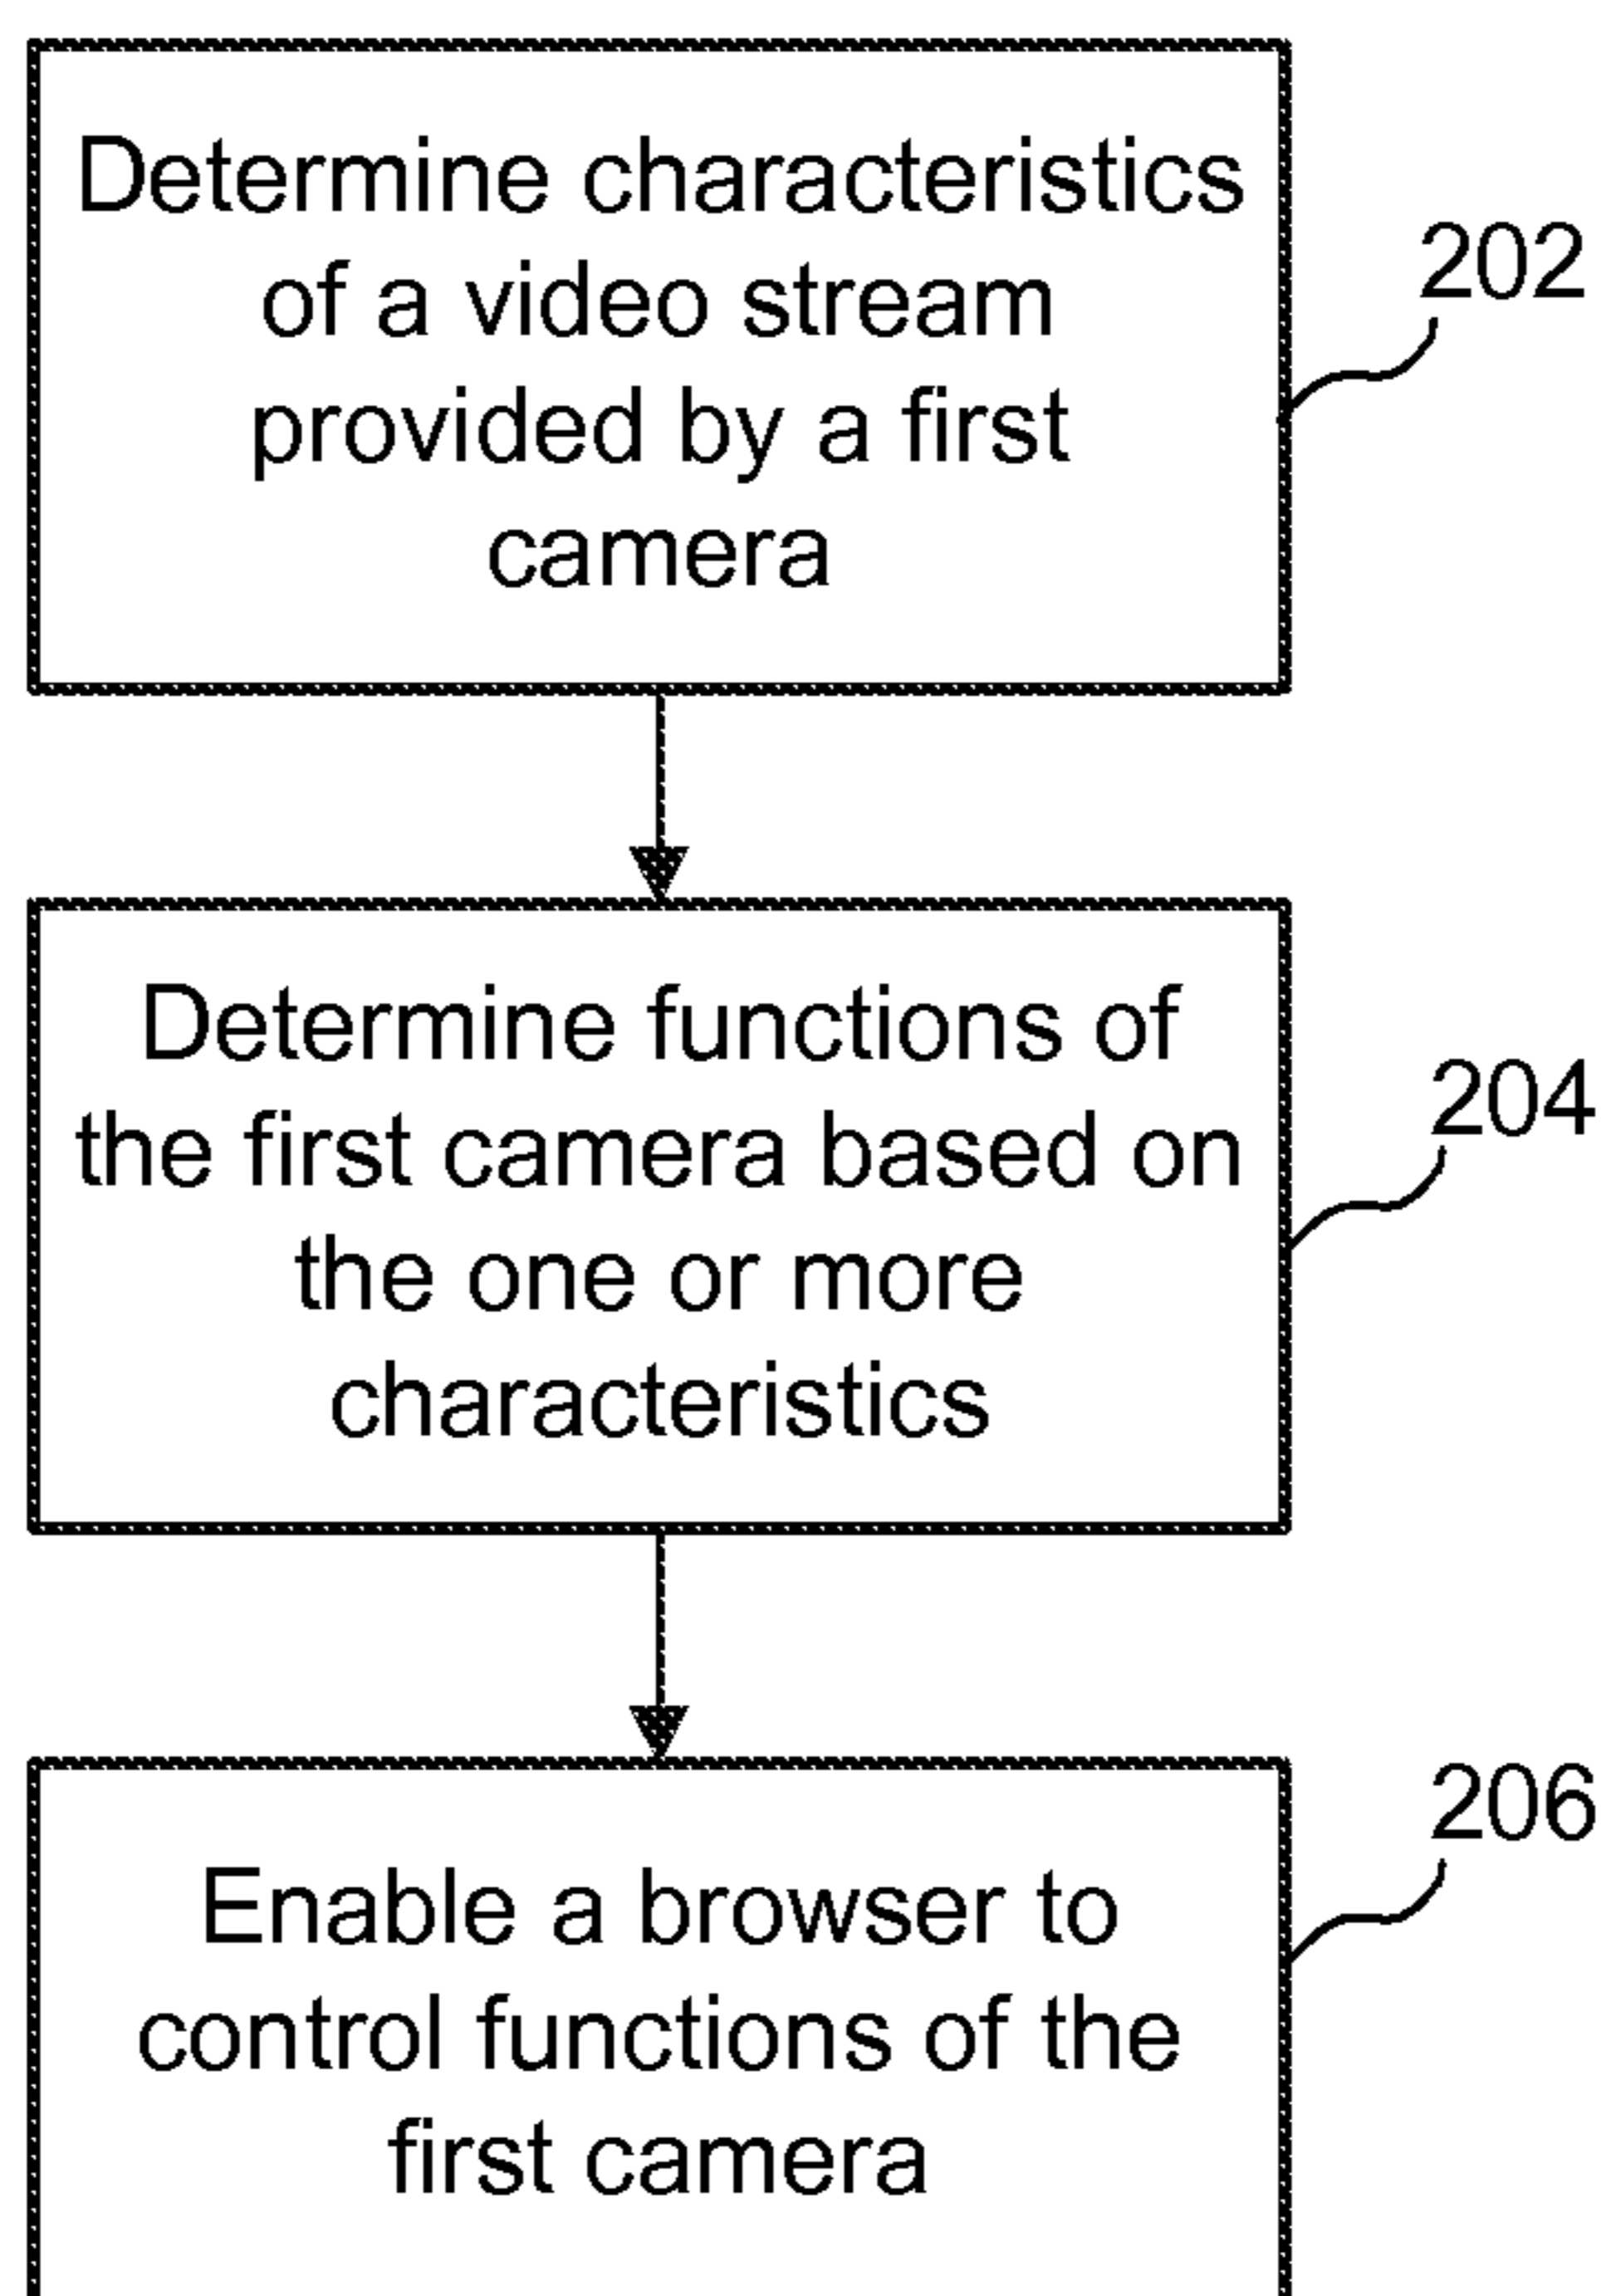 Determine characteristics
of a video stream
provided by a first
camera
202
Determine functions of
the first camera based on
the one or more
characteristics
204
Enable a browser to
control functions of the
first camera
206